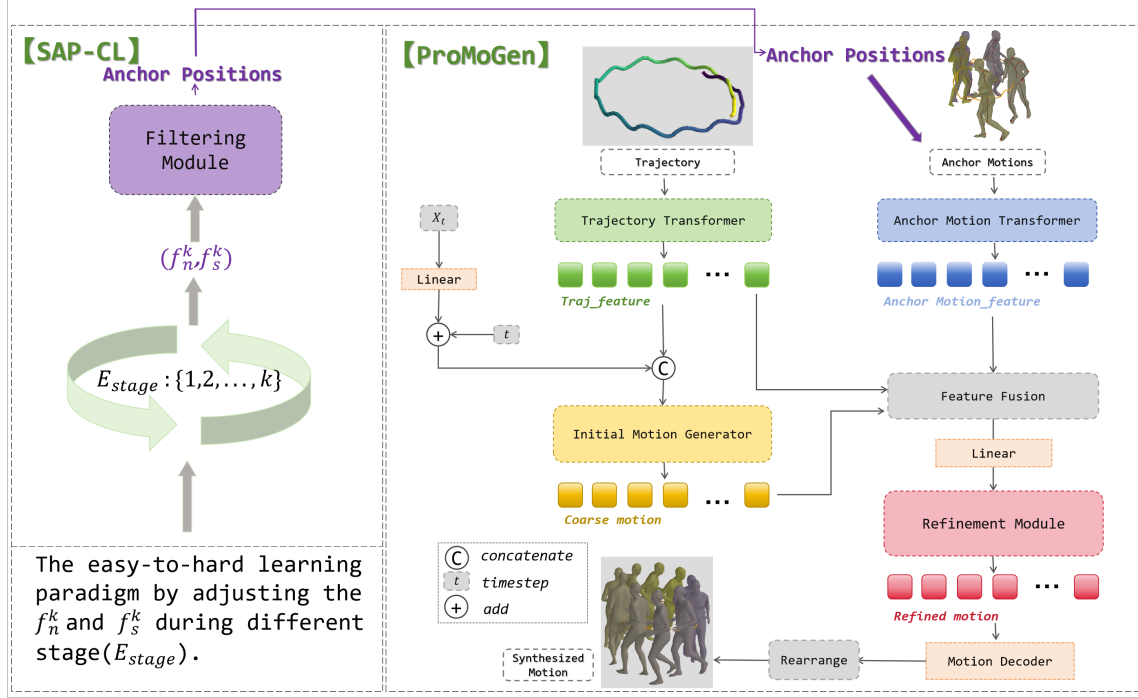 【SAP-CL】
Anchor Positions
Filtering
Module
(f_n^k, f_s^k)
E_stage : {1,2, ..., k}
The easy-to-hard learning
paradigm by adjusting the
f_n^k and f_s^k during different
stage(E_stage).
【ProMoGen】
Anchor Positions
Trajectory
Anchor Motions
Trajectory Transformer
Anchor Motion Transformer
X_t
...
...
Linear
Traj_feature
Anchor Motion_feature
+
t
C
Feature Fusion
Initial Motion Generator
Linear
...
Coarse motion
Refinement Module
C concatenate
t timestep
+ add
...
Refined motion
Synthesized
Motion
Rearrange
Motion Decoder